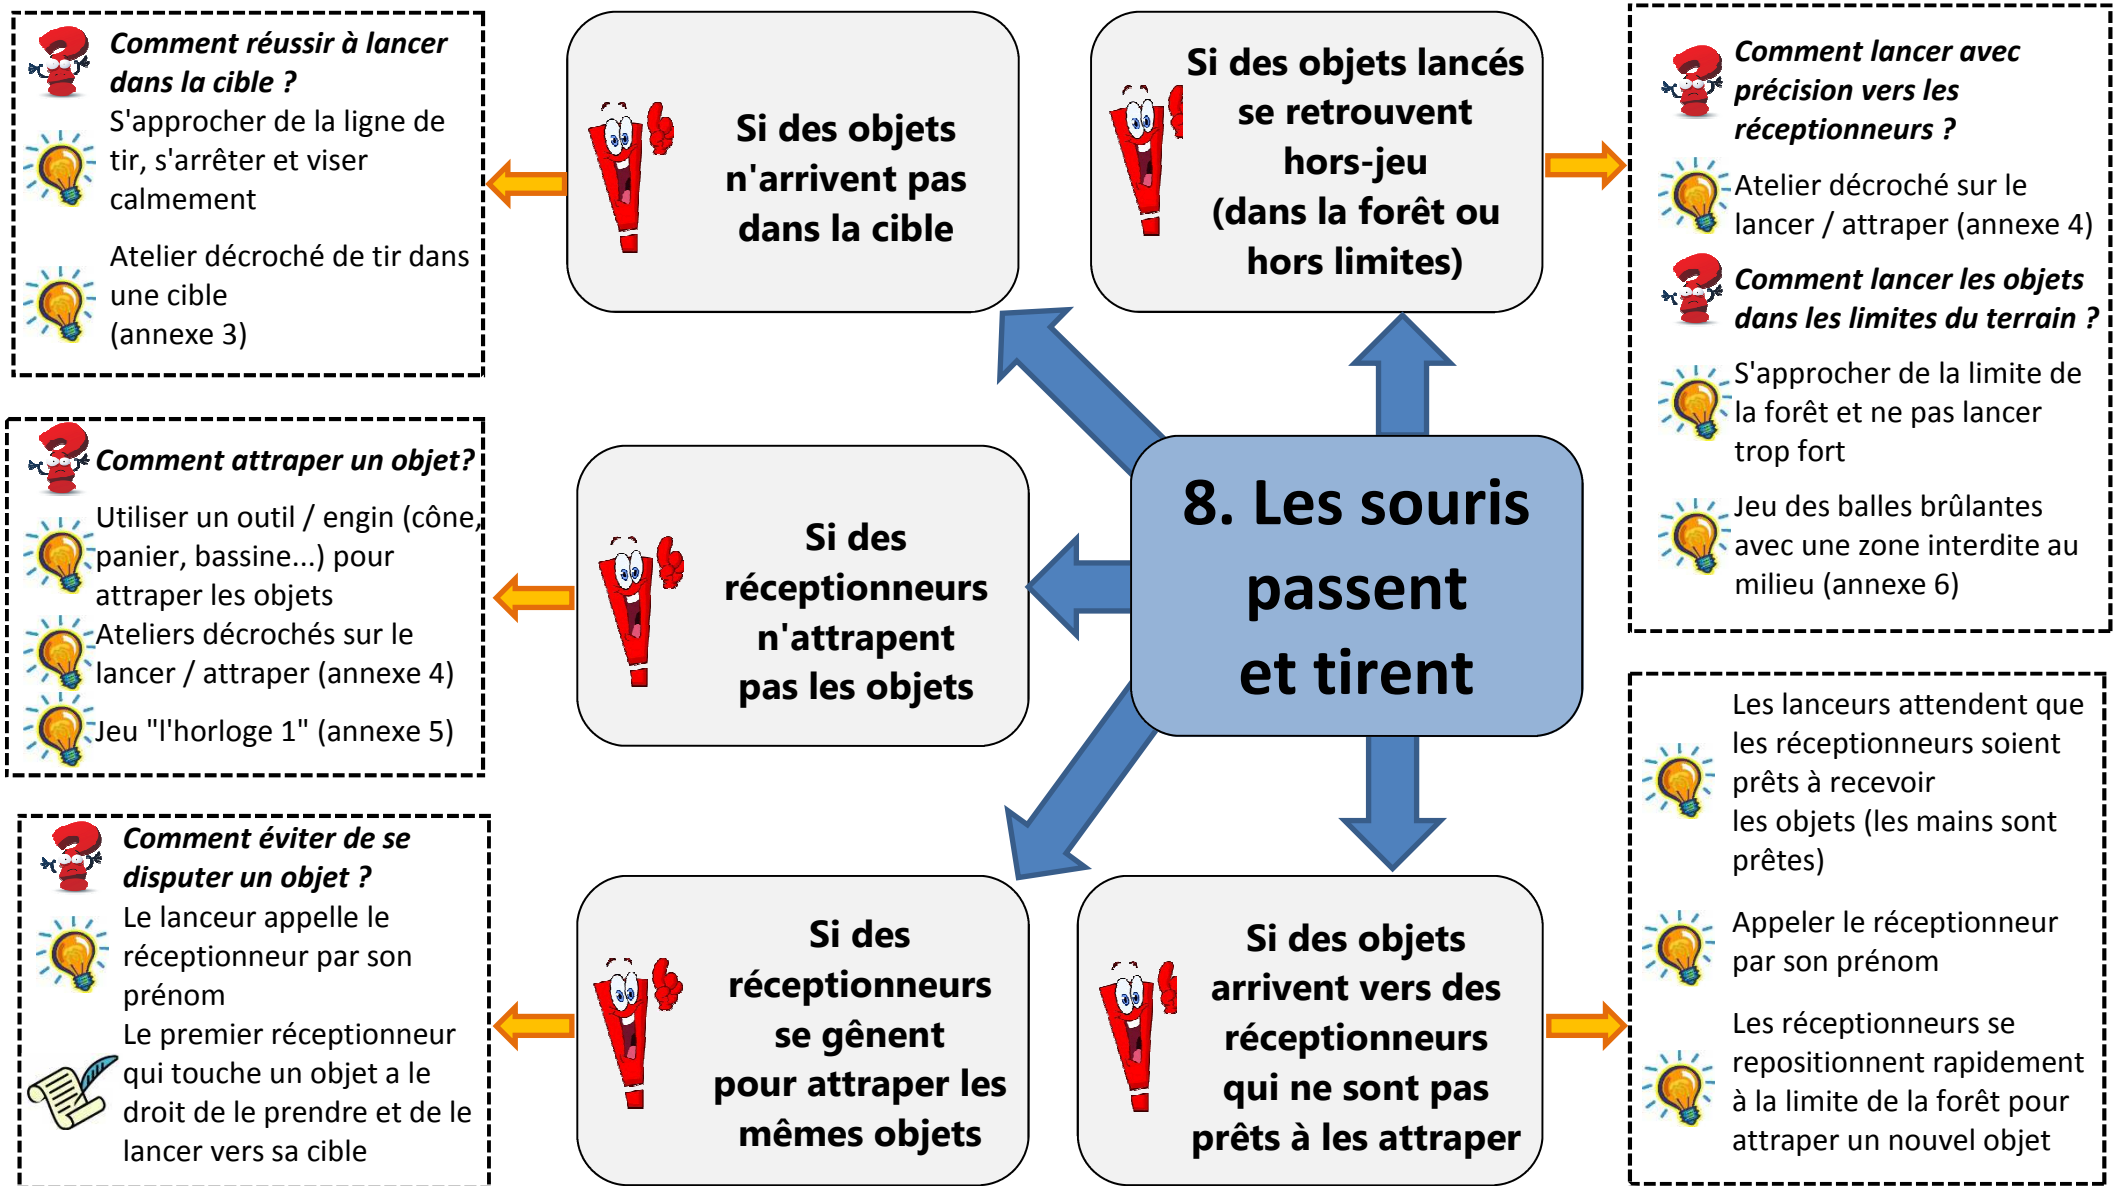 Comment réussir à lancer
dans la cible ?
S'approcher de la ligne de
tir, s'arrêter et viser
calmement
Atelier décroché de tir dans
une cible
(annexe 3)
Si des objets
n'arrivent pas
dans la cible
Si des objets lancés
se retrouvent
hors-jeu
(dans la forêt ou
hors limites)
Comment lancer avec
précision vers les
réceptionneurs ?
Atelier décroché sur le
lancer / attraper (annexe 4)
Comment lancer les objets
dans les limites du terrain ?
S'approcher de la limite de
la forêt et ne pas lancer
trop fort
Jeu des balles brûlantes
avec une zone interdite au
milieu (annexe 6)
Comment attraper un objet?
Utiliser un outil / engin (cône,
panier, bassine...) pour
attraper les objets
Ateliers décrochés sur le
lancer / attraper (annexe 4)
Jeu "l'horloge 1" (annexe 5)
Si des
réceptionneurs
n'attrapent
pas les objets
8. Les souris
passent
et tirent
Comment éviter de se
disputer un objet ?
Le lanceur appelle le
réceptionneur par son
prénom
Le premier réceptionneur
qui touche un objet a le
droit de le prendre et de le
lancer vers sa cible
Si des
réceptionneurs
se gênent
pour attraper les
mêmes objets
Si des objets
arrivent vers des
réceptionneurs
qui ne sont pas
prêts à les attraper
Les lanceurs attendent que
les réceptionneurs soient
prêts à recevoir
les objets (les mains sont
prêtes)
Appeler le réceptionneur
par son prénom
Les réceptionneurs se
repositionnent rapidement
à la limite de la forêt pour
attraper un nouvel objet